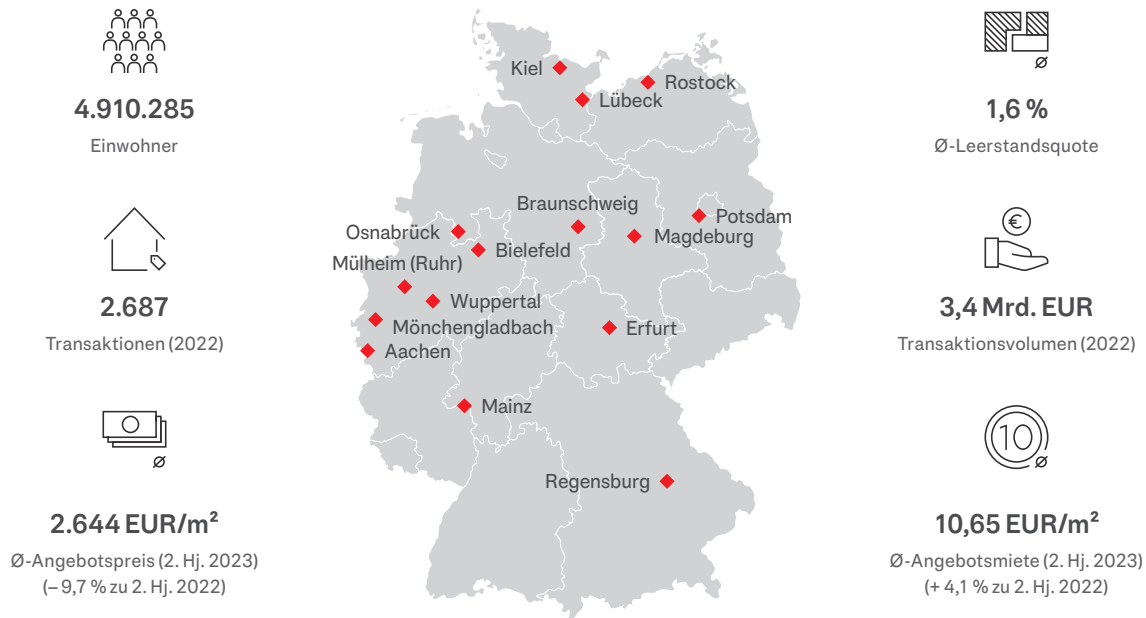 4.910.285
Einwohner
2.687
Transaktionen (2022)
Ø
2.644 EUR/m²
Ø-Angebotspreis (2. Hj. 2023)
(– 9,7 % zu 2. Hj. 2022)
Kiel
Rostock
Lübeck
Braunschweig
Potsdam
Osnabrück
Magdeburg
Bielefeld
Mülheim (Ruhr)
Wuppertal
Mönchengladbach
Erfurt
Aachen
Mainz
Regensburg
Ø
1,6 %
Ø-Leerstandsquote
€
3,4 Mrd. EUR
Transaktionsvolumen (2022)
10
Ø
10,65 EUR/m²
Ø-Angebotsmiete (2. Hj. 2023)
(+ 4,1 % zu 2. Hj. 2022)